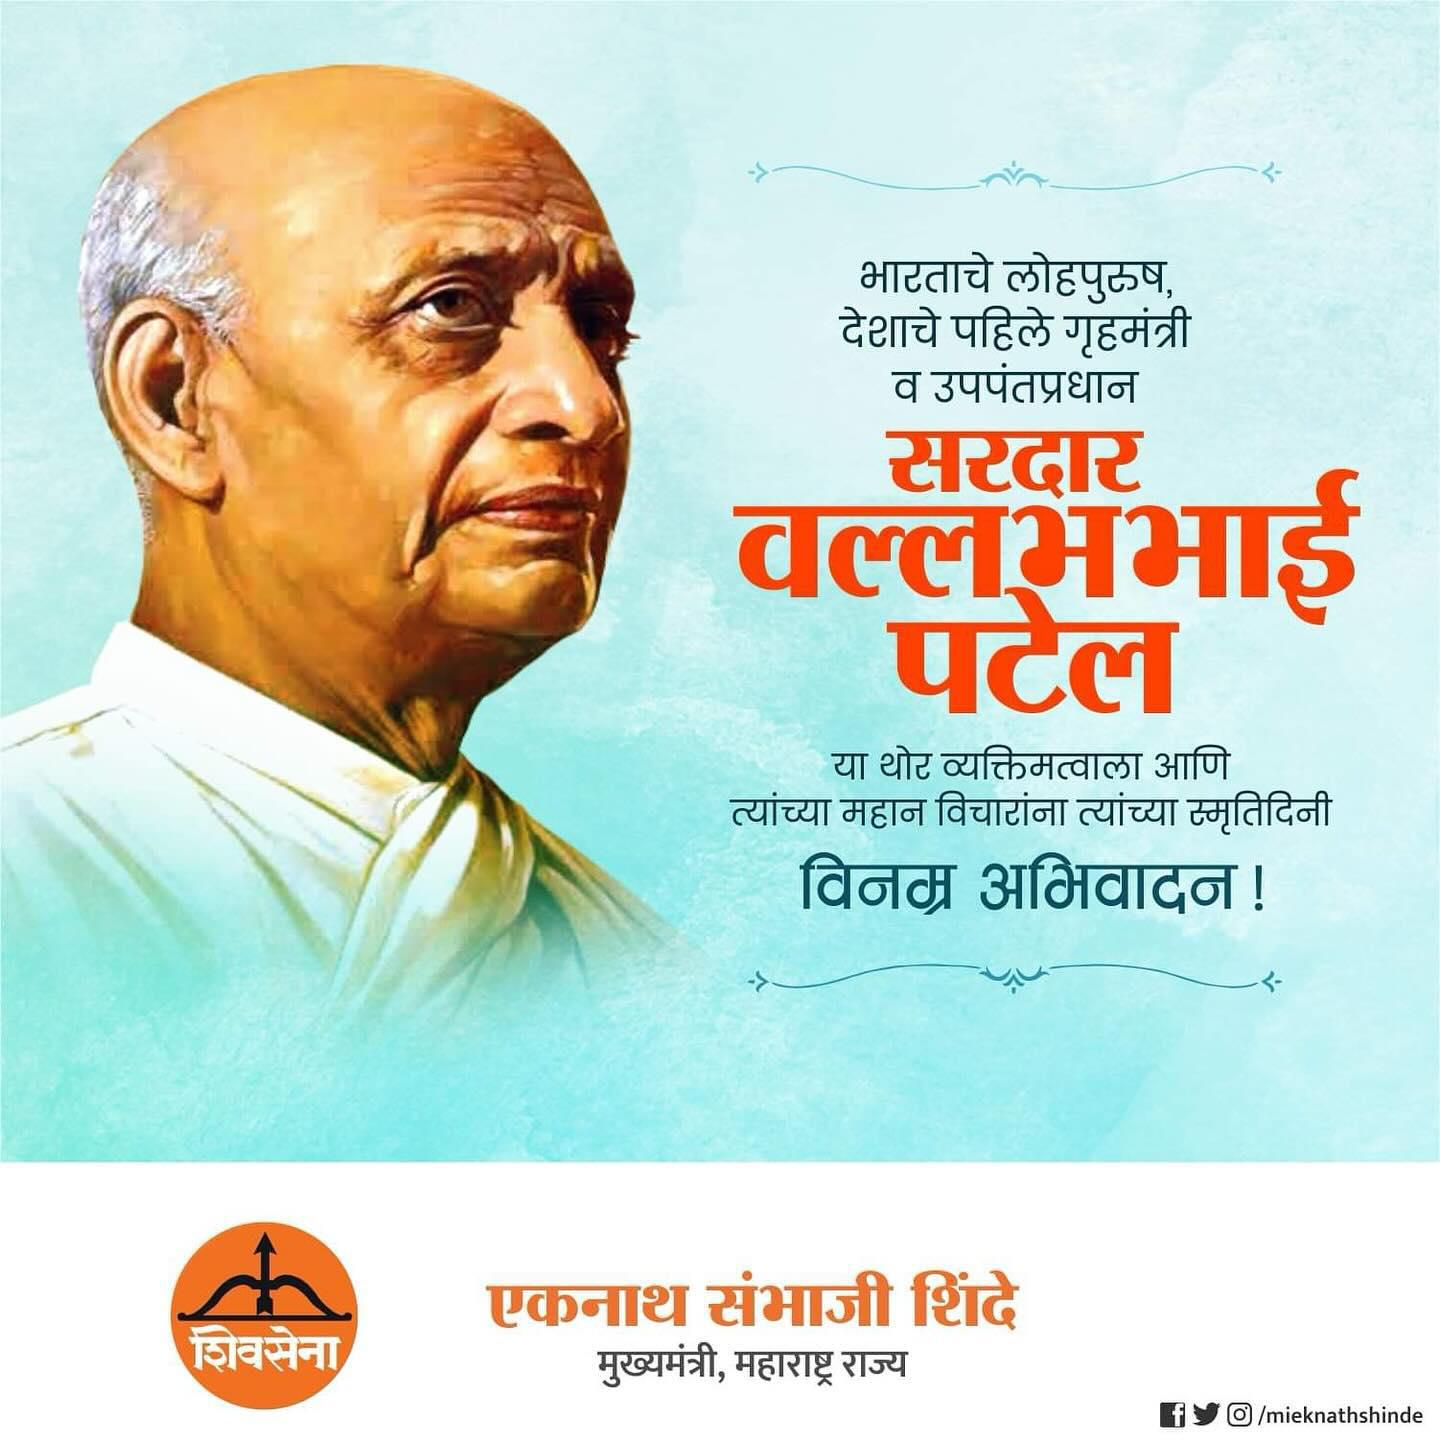 भारताचे लोहपुरुष,
देशाचे पहिले गृहमंत्री
व उपपंतप्रधान
सरदार
वल्लभभाई
पटेल
या थोर व्यक्तिमत्वाला आणि
त्यांच्या महान विचारांना त्यांच्या स्मृतिदिनी
विनम्र अभिवादन !
शिवसेना
एकनाथ संभाजी शिंदे
मुख्यमंत्री, महाराष्ट्र राज्य
/mieknathshinde